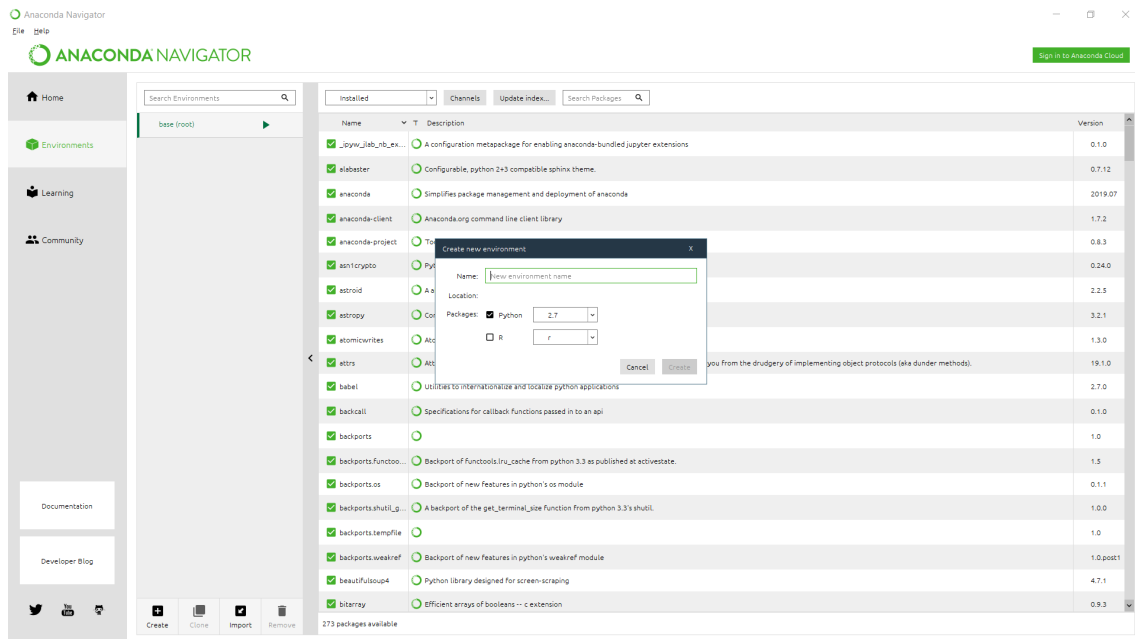 Anaconda Navigator
File Help
ANACONDA NAVIGATOR
Sign in to Anaconda Cloud
Home
Environments
Learning
Community
Documentation
Developer Blog
You Tube
Search Environments
base (root)
Create Clone Import Remove
Installed Channels Update index... Search Packages
Name T Description Version
_ipyw_jlab_nb_ex... A configuration metapackage for enabling anaconda-bundled jupyter extensions 0.1.0
alabaster Configurable, python 2+3 compatible sphinx theme. 0.7.12
anaconda Simplifies package management and deployment of anaconda 2019.07
anaconda-client Anaconda.org command line client library 1.7.2
anaconda-project To 0.8.3
asn1crypto Pyt 0.24.0
astroid A a 2.2.5
astropy Cor 3.2.1
atomicwrites Ato 1.3.0
attrs Att you from the drudgery of implementing object protocols (aka dunder methods). 19.1.0
babel Utilities to internationalize and localize python applications 2.7.0
backcall Specifications for callback functions passed in to an api 0.1.0
backports 1.0
backports.functoo... Backport of functools.lru_cache from python 3.3 as published at activestate. 1.5
backports.os Backport of new features in python's os module 0.1.1
backports.shutil_g... A backport of the get_terminal_size function from python 3.3's shutil. 1.0.0
backports.tempfile 1.0
backports.weakref Backport of new features in python's weakref module 1.0.post1
beautifulsoup4 Python library designed for screen-scraping 4.7.1
bitarray Efficient arrays of booleans -- c extension 0.9.3
273 packages available
Create new environment X
Name: New environment name
Location:
Packages: Python 2.7
R r
Cancel Create